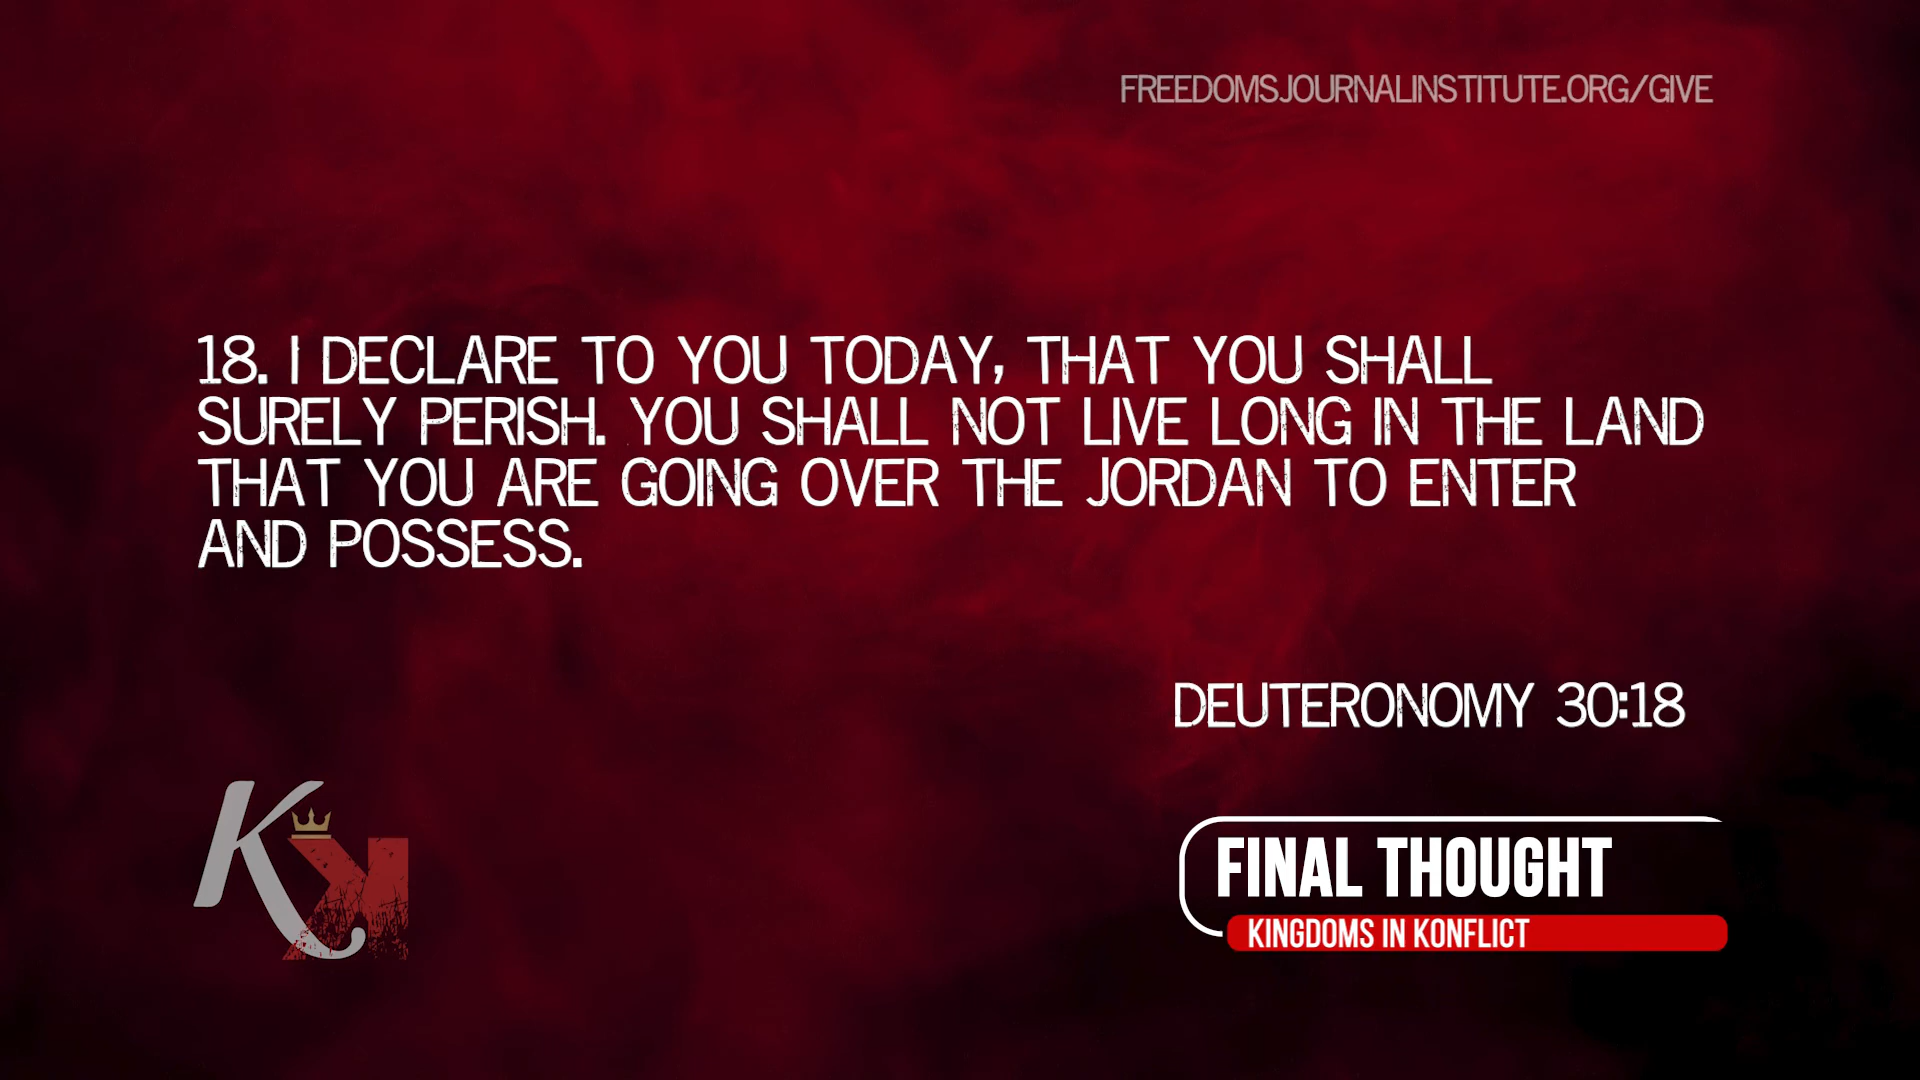 FREEDOMSJOURNALINSTITUTE.ORG/GIVE
18. I DECLARE TO YOU TODAY, THAT YOU SHALL
SURELY PERISH. YOU SHALL NOT LIVE LONG IN THE LAND
THAT YOU ARE GOING OVER THE JORDAN TO ENTER
AND POSSESS.
DEUTERONOMY 30:18
KK
FINAL THOUGHT
KINGDOMS IN KONFLICT